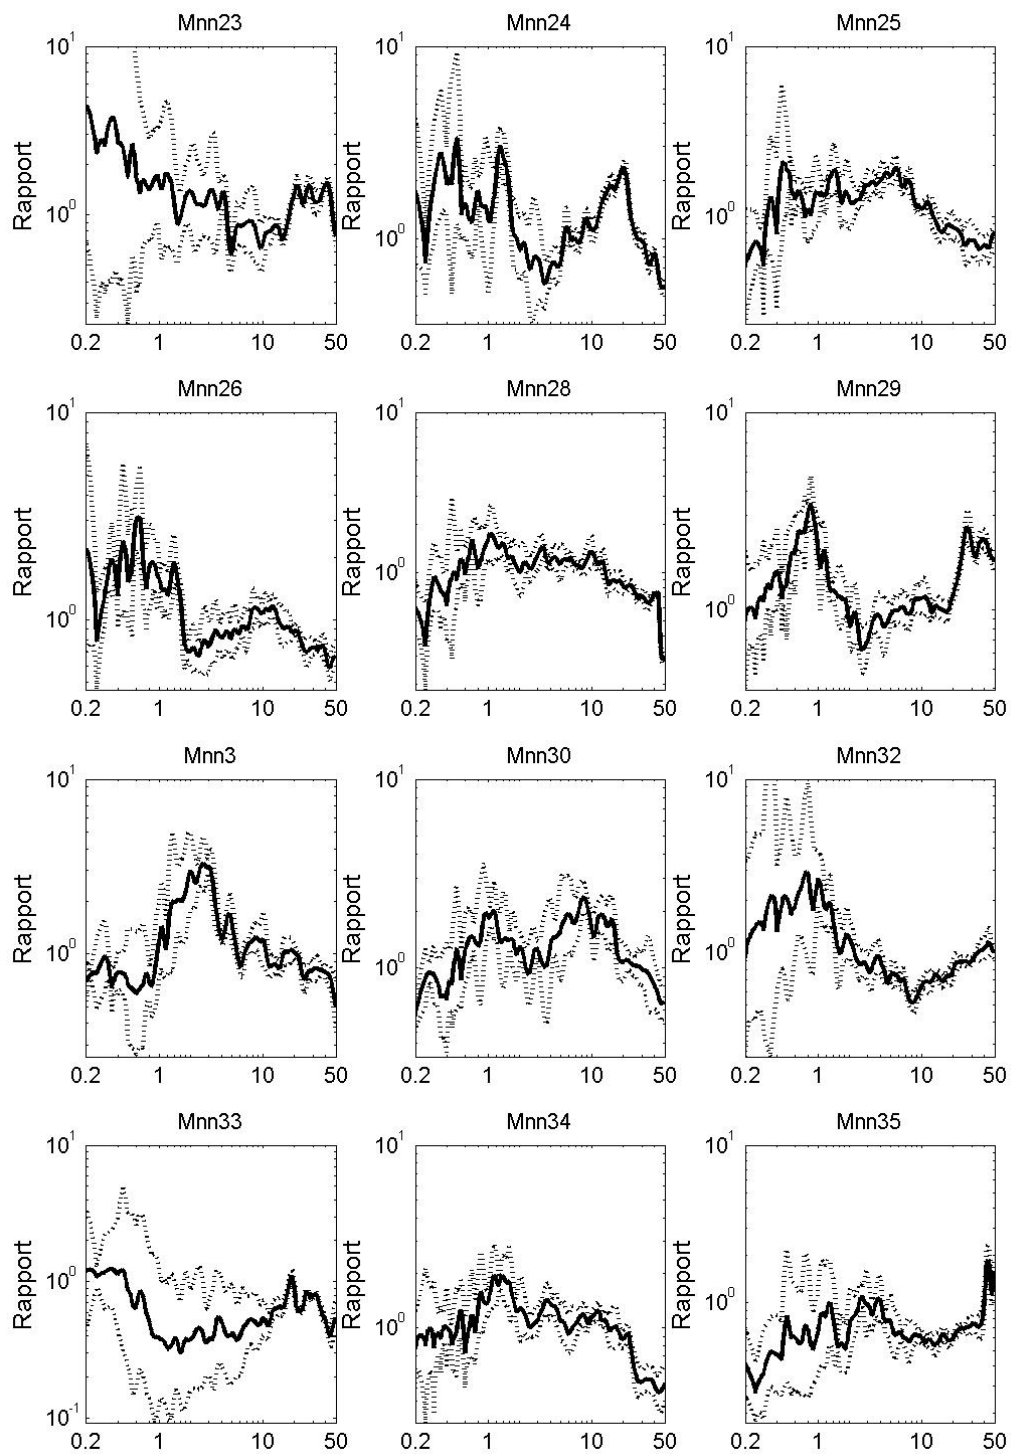 Mnn23 Mnn24 Mnn25
10^1 10^1 10^1
Rapport Rapport Rapport
10^0 10^0 10^0
0.2 1 10 50 0.2 1 10 50 0.2 1 10 50
Mnn26 Mnn28 Mnn29
10^1 10^1 10^1
Rapport Rapport Rapport
10^0 10^0 10^0
0.2 1 10 50 0.2 1 10 50 0.2 1 10 50
Mnn3 Mnn30 Mnn32
10^1 10^1 10^1
Rapport Rapport Rapport
10^0 10^0 10^0
0.2 1 10 50 0.2 1 10 50 0.2 1 10 50
Mnn33 Mnn34 Mnn35
10^1 10^1 10^1
Rapport Rapport Rapport
10^0 10^0 10^0
10^-1
0.2 1 10 50 0.2 1 10 50 0.2 1 10 50